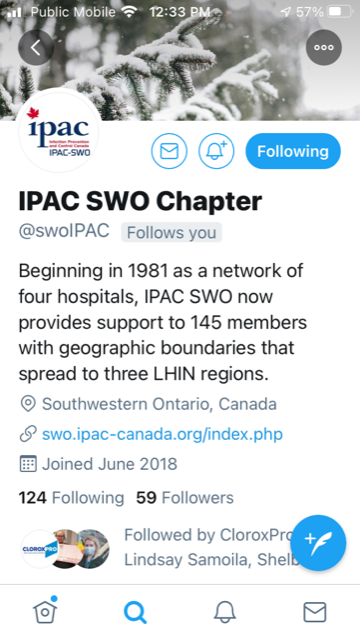 Public Mobile 12:33 PM 57%
ipac
Infection Prevention
and Control Canada
IPAC-SWO
Following
IPAC SWO Chapter
@swoIPAC Follows you
Beginning in 1981 as a network of
four hospitals, IPAC SWO now
provides support to 145 members
with geographic boundaries that
spread to three LHIN regions.
Southwestern Ontario, Canada
swo.ipac-canada.org/index.php
Joined June 2018
124 Following 59 Followers
CLOROXPRO
Followed by CloroxPro
Lindsay Samoila, Shelb